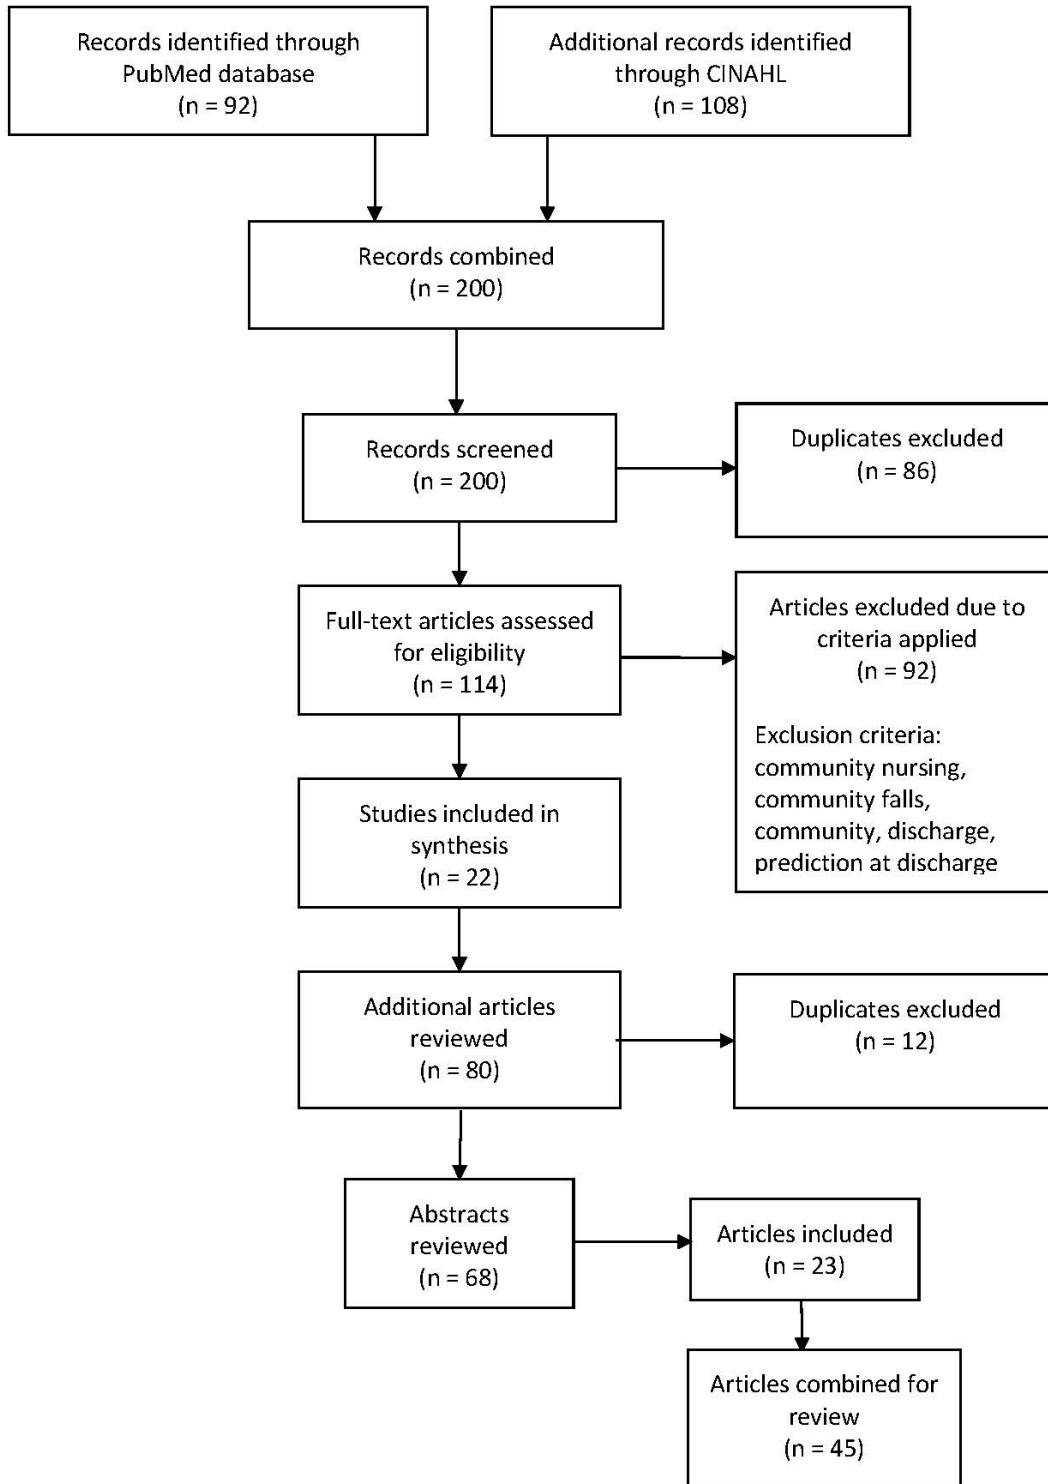 Records identified through
PubMed database
(n = 92)
Additional records identified
through CINAHL
(n = 108)
Records combined
(n = 200)
Records screened
(n = 200)
Duplicates excluded
(n = 86)
Full-text articles assessed
for eligibility
(n = 114)
Articles excluded due to
criteria applied
(n = 92)
Exclusion criteria:
community nursing,
community falls,
community, discharge,
prediction at discharge
Studies included in
synthesis
(n = 22)
Additional articles
reviewed
(n = 80)
Duplicates excluded
(n = 12)
Abstracts
reviewed
(n = 68)
Articles included
(n = 23)
Articles combined for
review
(n = 45)